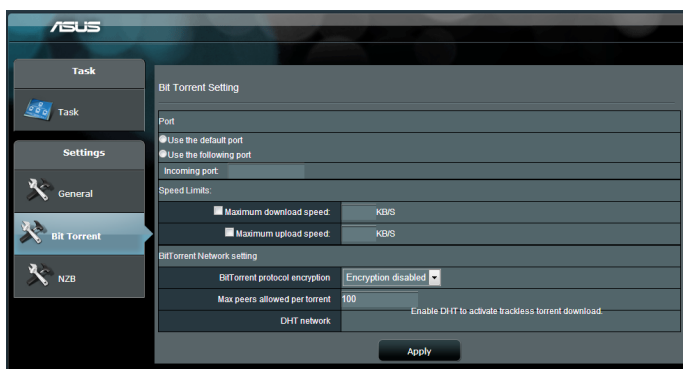 ASUS
Task
Task
Settings
General
Bit Torrent
NZB
Bit Torrent Setting
Port
Use the default port
Use the following port
Incoming port:
Speed Limits:
Maximum download speed: KB/S
Maximum upload speed: KB/S
BitTorrent Network setting
BitTorrent protocol encryption Encryption disabled
Max peers allowed per torrent 100
DHT network Enable DHT to activate trackless torrent download.
Apply